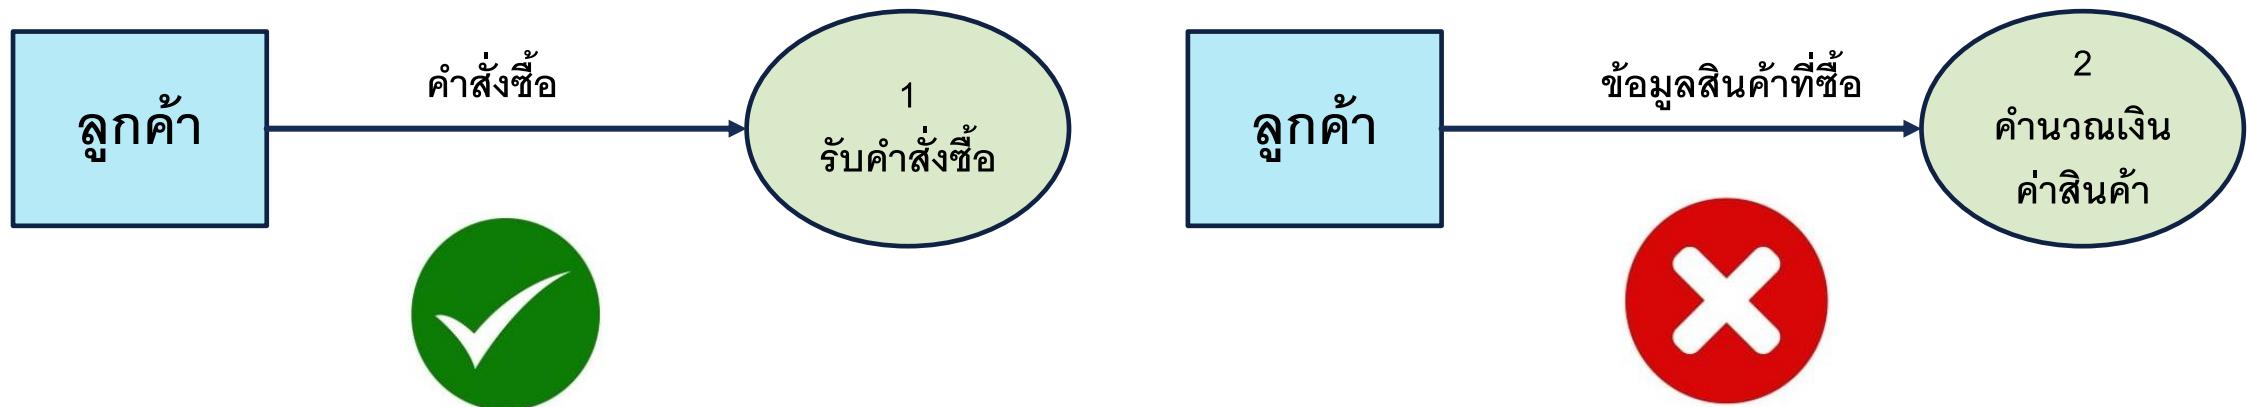 ลูกค้า
คำสั่งซื้อ
1
รับคำสั่งซื้อ
ลูกค้า
ข้อมูลสินค้าที่ซื้อ
2
คำนวณเงิน
ค่าสินค้า